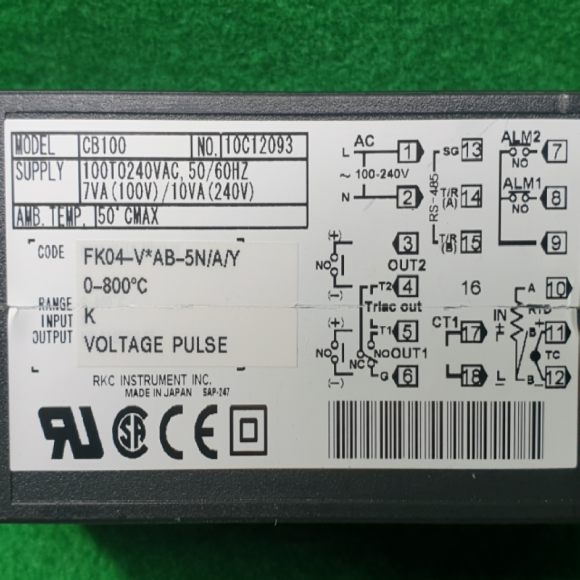 MODEL CB100 NO. 10C12093
SUPPLY 100TO240VAC, 50/60HZ
7VA(100V)/10VA(240V)
AMB. TEMP. 50°CMAX
CODE FK04-V*AB-5N/A/Y
RANGE 0-800°C
INPUT K
OUTPUT VOLTAGE PULSE
RKC INSTRUMENT INC.
MADE IN JAPAN SAP-247
CE
AC
L 1
~ 100-240V
N 2
(+) 3
NO OUT2
(-) T2 4
Triac out
(+) T1 5
NO NC NO OUT1
(-) G 6
RS-485
SG 13
T/R (A) 14
T/R (B) 15
16
CT1 17
18
ALM2 7
NO
ALM1 8
NO
9
A 10
IN RTD
+ B 11
TC
- B 12